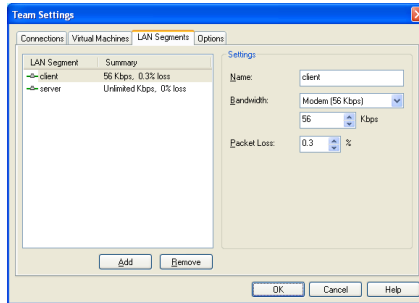 Team Settings
Connections Virtual Machines LAN Segments Options
LAN Segment Summary
client 56 Kbps, 0.3% loss
server Unlimited Kbps, 0% loss
Settings
Name: client
Bandwidth: Modem (56 Kbps)
56 Kbps
Packet Loss: 0.3 %
Add Remove
OK Cancel Help